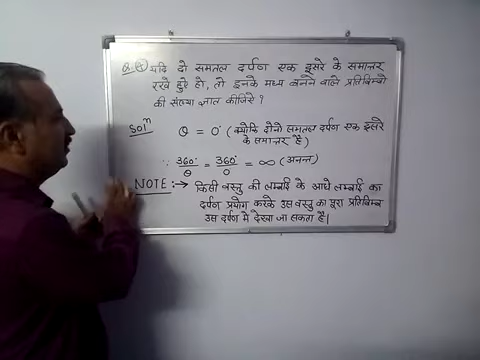 Q. 4) यदि दो समतल दर्पण एक दूसरे के समान्तर
रखे हुऐ हो, तो इनके मध्य बनने वाले प्रतिबिम्बो
की संख्या ज्ञात कीजिऐ ?
Solⁿ θ = 0° (क्योकि दोनो समतल दर्पण एक दूसरे
के समान्तर है)
∵ 360°/θ = 360°/0 = ∞ (अनन्त)
NOTE :→ किसी वस्तु की लम्बाई के आधे लम्बाई का
दर्पण प्रयोग करके उस वस्तु का पूरा प्रतिबिम्ब
उस दर्पण मे देखा जा सकता है।